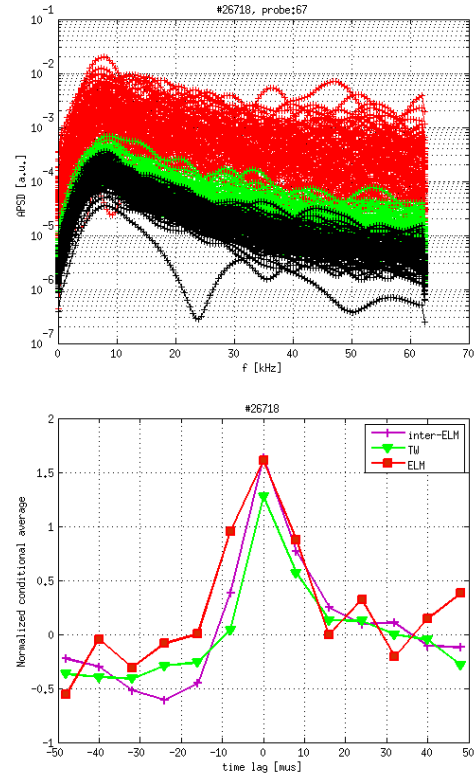 #26718, probe:67
10^-1
10^-2
10^-3
10^-4
10^-5
10^-6
10^-7
APSD [a.u.]
0 10 20 30 40 50 60 70
f [kHz]
#26718
2
1.5
1
0.5
0
-0.5
-1
Normalized conditional average
inter-ELM
TW
ELM
-50 -40 -30 -20 -10 0 10 20 30 40 50
time lag [mus]